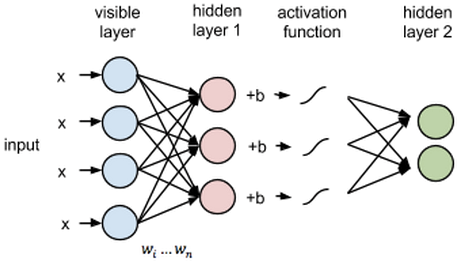 visible
layer
hidden
layer 1
activation
function
hidden
layer 2
input
x
x
x
x
+b
+b
+b
wᵢ ... wₙ